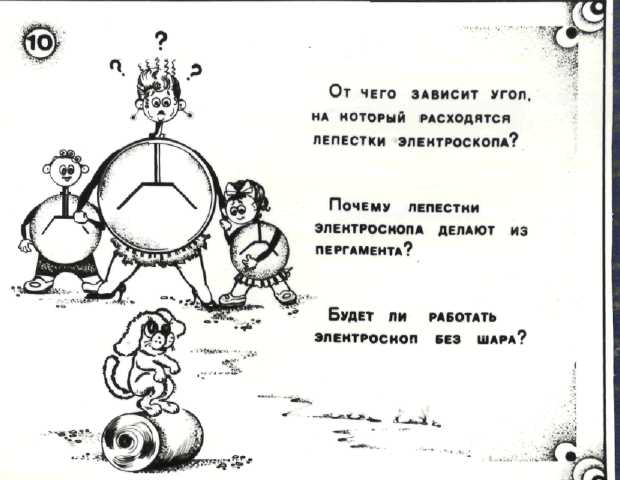 10
? ? ?
От чего зависит угол,
на который расходятся
лепестки электроскопа?
Почему лепестки
электроскопа делают из
пергамента?
Будет ли работать
электроскоп без шара?